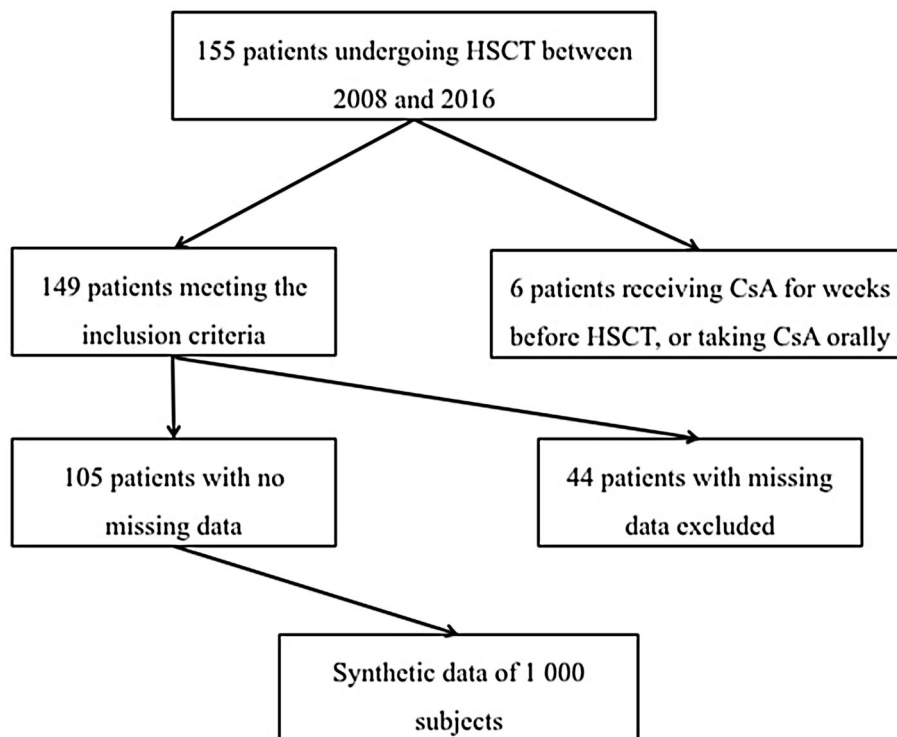 155 patients undergoing HSCT between
2008 and 2016
149 patients meeting the
inclusion criteria
6 patients receiving CsA for weeks
before HSCT, or taking CsA orally
105 patients with no
missing data
44 patients with missing
data excluded
Synthetic data of 1 000
subjects